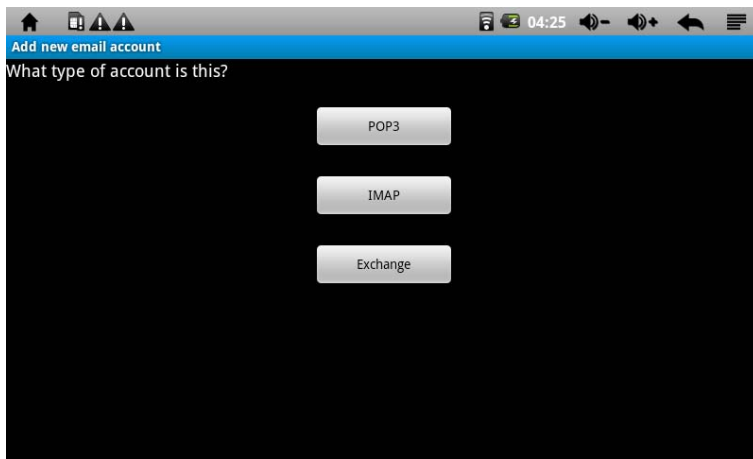 04:25
Add new email account
What type of account is this?
POP3
IMAP
Exchange